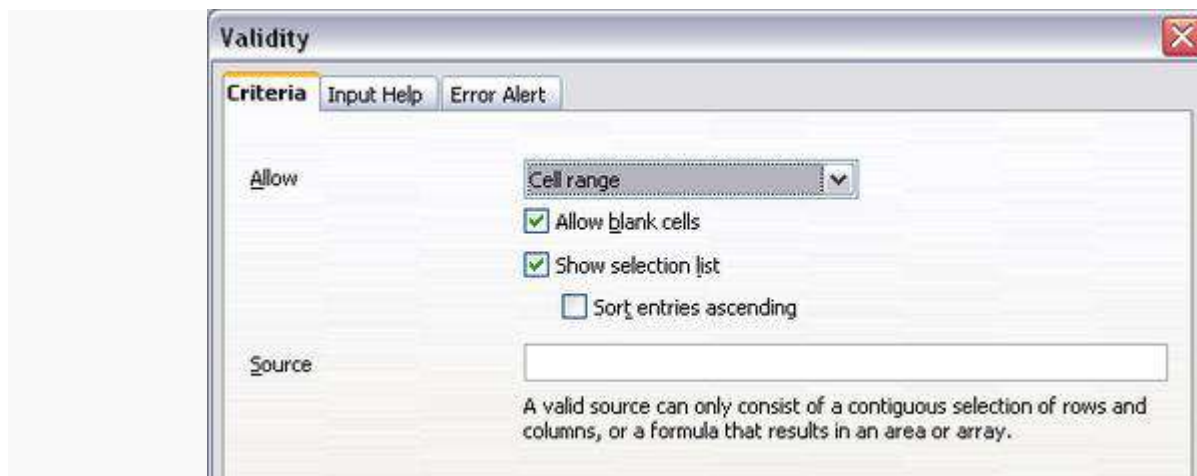 Validity
Criteria Input Help Error Alert
Allow Cell range
Allow blank cells
Show selection list
Sort entries ascending
Source
A valid source can only consist of a contiguous selection of rows and
columns, or a formula that results in an area or array.